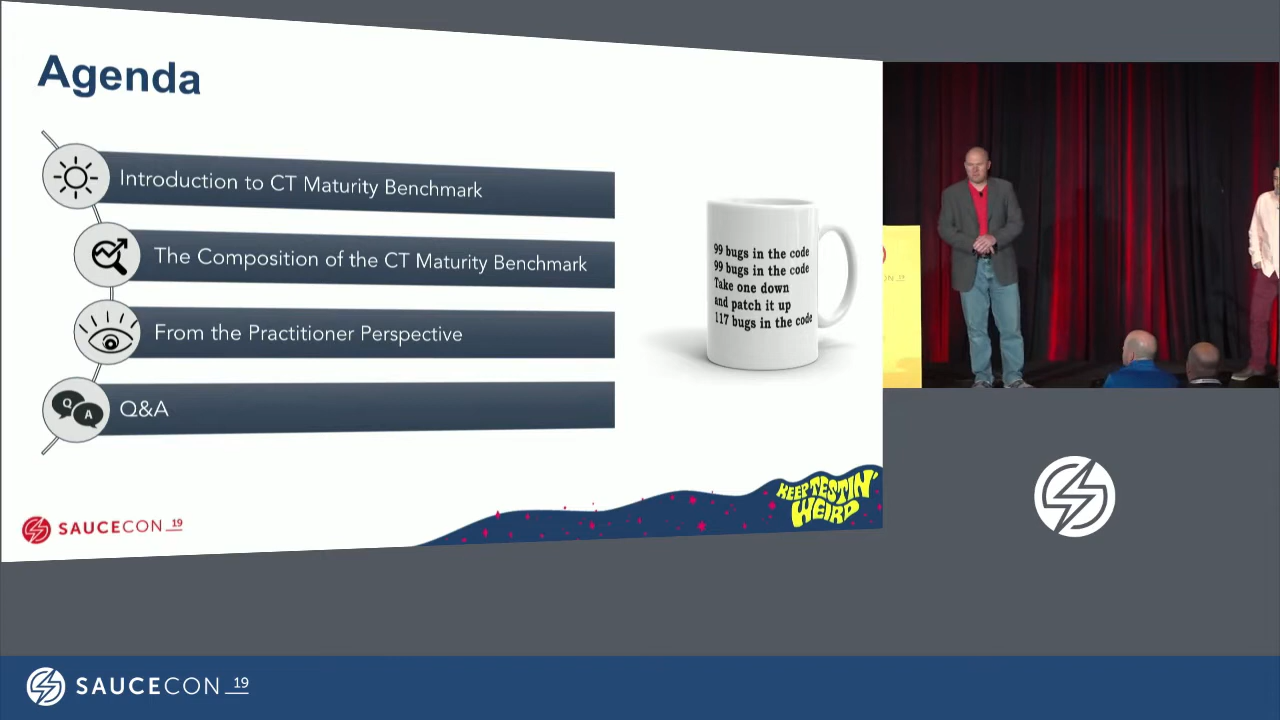 Agenda
Introduction to CT Maturity Benchmark
The Composition of the CT Maturity Benchmark
From the Practitioner Perspective
Q A
Q&A
99 bugs in the code
99 bugs in the code
Take one down
and patch it up
117 bugs in the code
KEEP TESTIN'
WEIRD
SAUCECON 19
19
SAUCECON 19